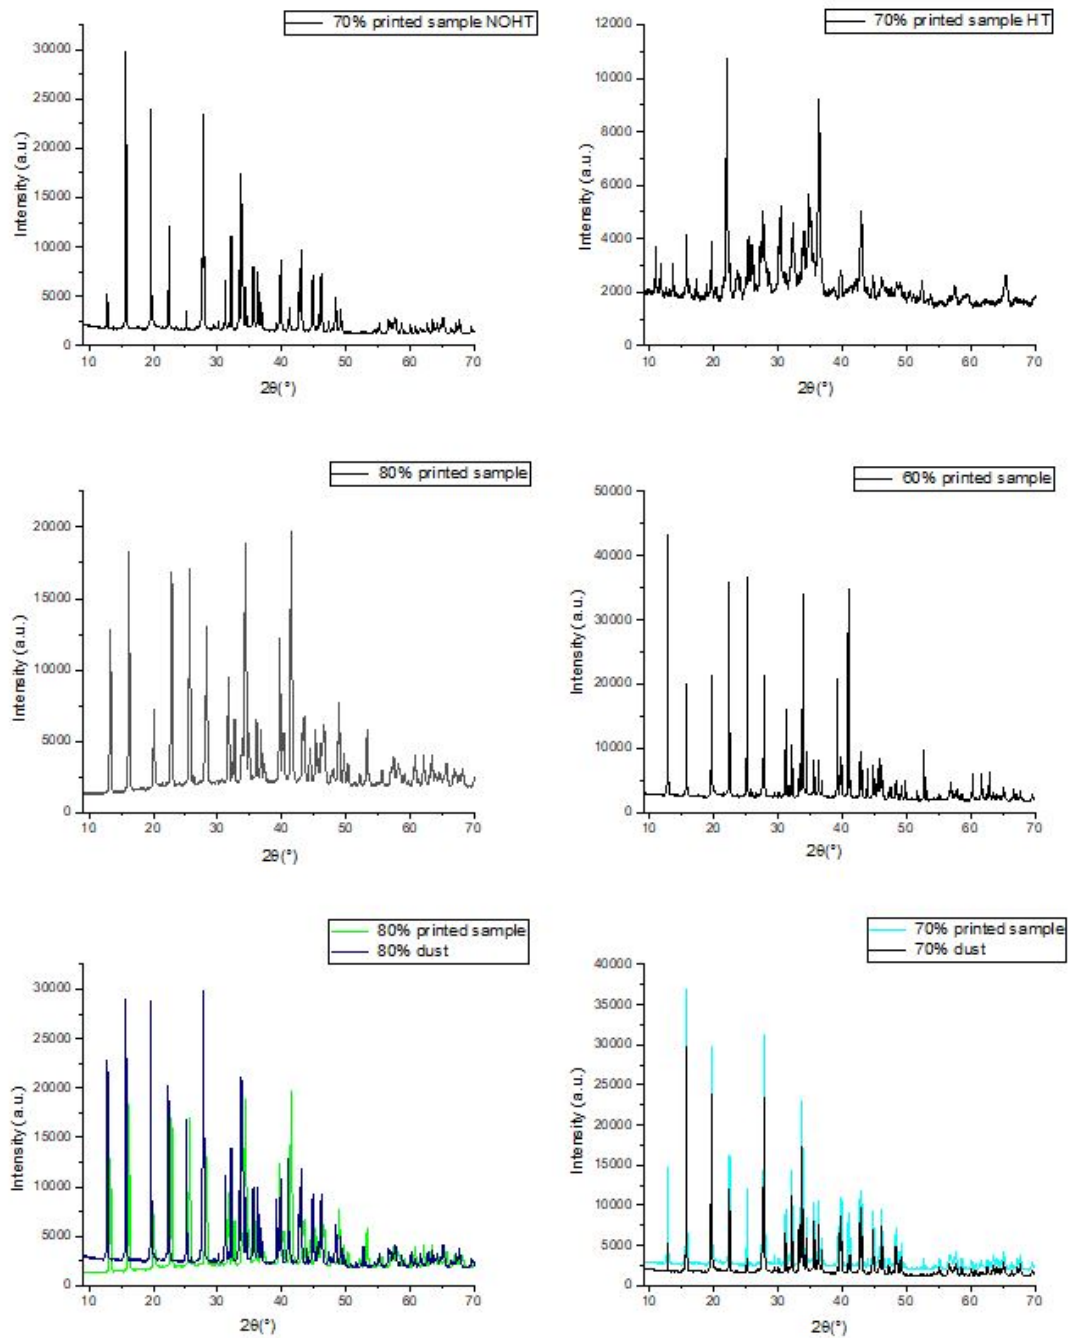 70% printed sample NOHT
30000
25000
20000
15000
10000
5000
0
10 20 30 40 50 60 70
Intensity (a.u.)
2θ(°)
70% printed sample HT
12000
10000
8000
6000
4000
2000
0
10 20 30 40 50 60 70
Intensity (a.u.)
2θ(°)
80% printed sample
20000
15000
10000
5000
0
10 20 30 40 50 60 70
Intensity (a.u.)
2θ(°)
60% printed sample
50000
40000
30000
20000
10000
0
10 20 30 40 50 60 70
Intensity (a.u.)
2θ(°)
80% printed sample
80% dust
30000
25000
20000
15000
10000
5000
0
10 20 30 40 50 60 70
Intensity (a.u.)
2θ(°)
70% printed sample
70% dust
40000
35000
30000
25000
20000
15000
10000
5000
0
10 20 30 40 50 60 70
Intensity (a.u.)
2θ(°)